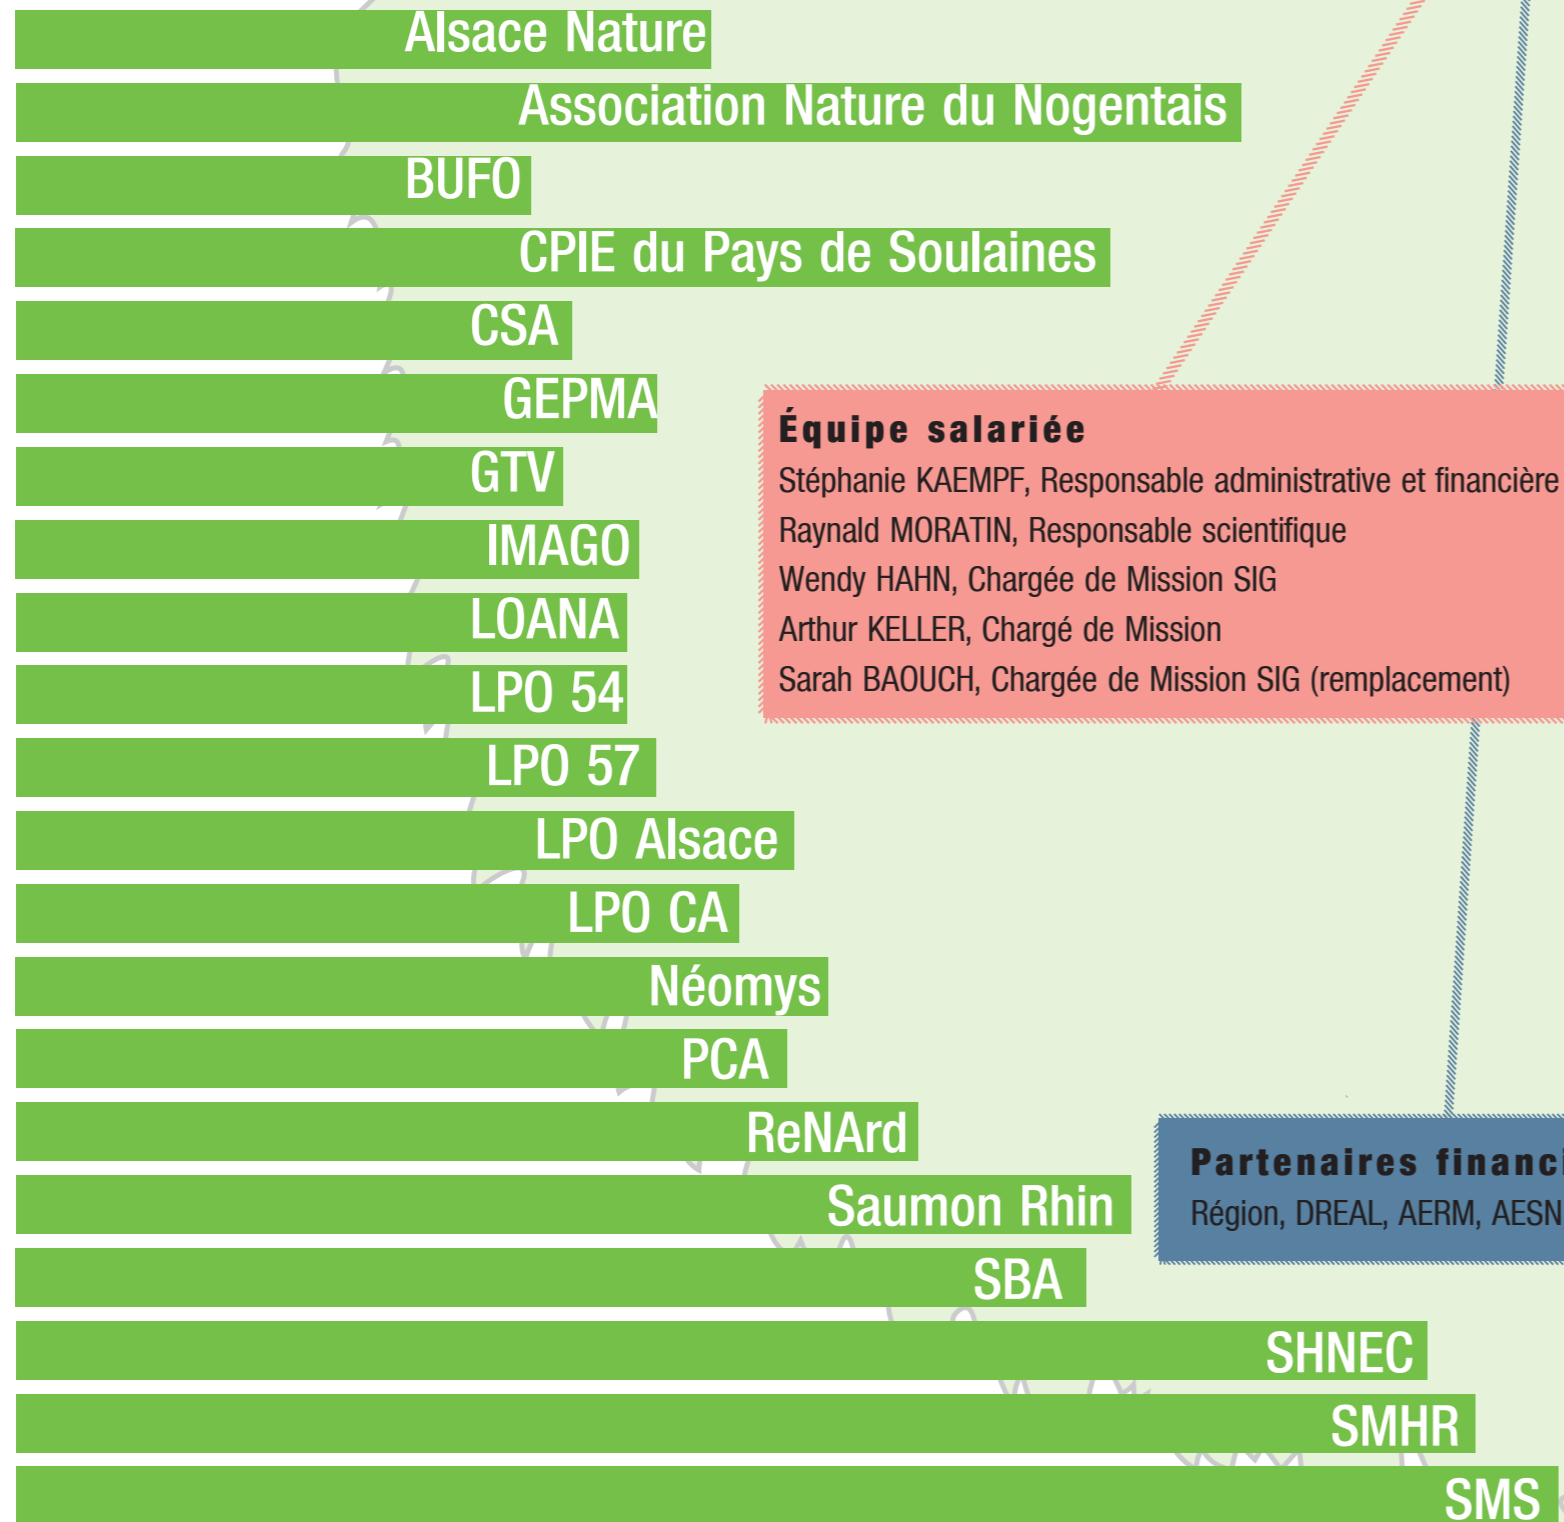 Alsace Nature
Association Nature du Nogentais
BUFO
CPIE du Pays de Soulaines
CSA
GEPMA
GTV
IMAGO
LOANA
LPO 54
LPO 57
LPO Alsace
LPO CA
Néomys
PCA
ReNArd
Saumon Rhin
SBA
SHNEC
SMHR
SMS
Équipe salariée
Stéphanie KAEMPF, Responsable administrative et financière
Raynald MORATIN, Responsable scientifique
Wendy HAHN, Chargée de Mission SIG
Arthur KELLER, Chargé de Mission
Sarah BAOUCH, Chargée de Mission SIG (remplacement)
Partenaires financi
Région, DREAL, AERM, AESN